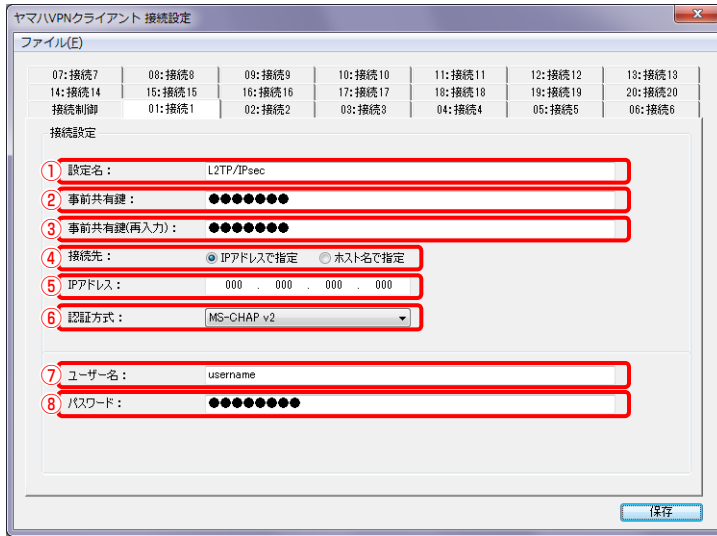 ヤマハVPNクライアント 接続設定
x
ファイル(F)
07:接続7 08:接続8 09:接続9 10:接続10 11:接続11 12:接続12 13:接続13
14:接続14 15:接続15 16:接続16 17:接続17 18:接続18 19:接続19 20:接続20
接続制御 01:接続1 02:接続2 03:接続3 04:接続4 05:接続5 06:接続6
接続設定
① 設定名: L2TP/IPsec
② 事前共有鍵: ●●●●●●●
③ 事前共有鍵(再入力): ●●●●●●●
④ 接続先: IPアドレスで指定 ホスト名で指定
⑤ IPアドレス: 000 . 000 . 000 . 000
⑥ 認証方式: MS-CHAP v2
⑦ ユーザー名: username
⑧ パスワード: ●●●●●●●●
保存